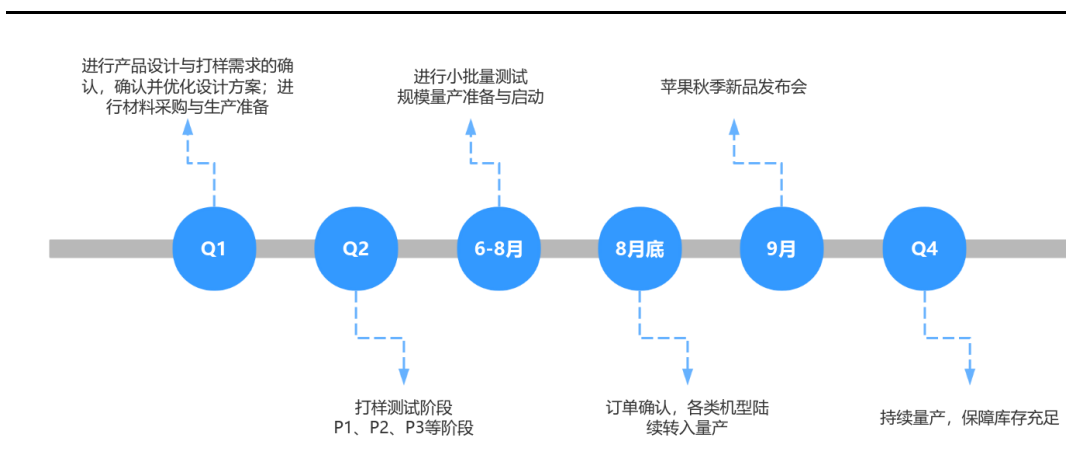 进行产品设计与打样需求的确
认，确认并优化设计方案；进
行材料采购与生产准备
进行小批量测试
规模量产准备与启动
苹果秋季新品发布会
Q1
Q2
6-8月
8月底
9月
Q4
打样测试阶段
P1、P2、P3等阶段
订单确认，各类机型陆
续转入量产
持续量产，保障库存充足